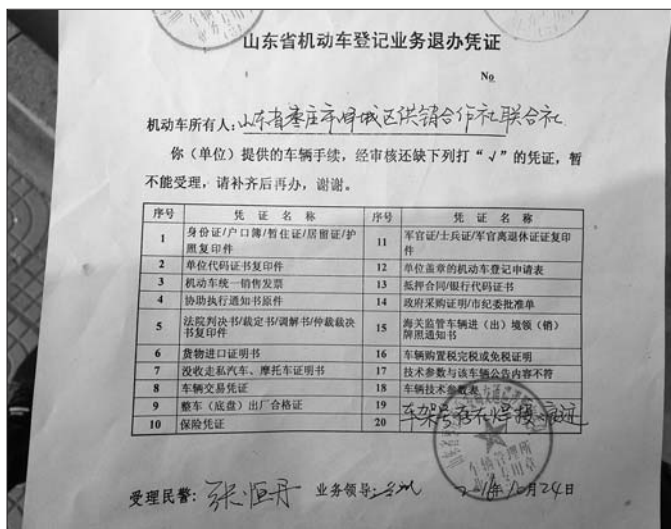 山东省机动车登记业务退办凭证
No
机动车所有人:山东省枣庄市峄城区供销合作社联合社
你(单位)提供的车辆手续,经审核还缺下列打“√”的凭证,暂
不能受理,请补齐后再办,谢谢。
序号 凭 证 名 称 序号 凭 证 名 称
1 身份证/户口簿/暂住证/居留证/护照复印件 11 军官证/士兵证/军官离退休证证复印件
2 单位代码证书复印件 12 单位盖章的机动车登记申请表
3 机动车统一销售发票 13 抵押合同/银行代码证书
4 协助执行通知书原件 14 政府采购证明/市纪委批准单
5 法院判决书/裁定书/调解书/仲裁裁决书复印件 15 海关监管车辆进(出)境领(销)牌照通知书
6 货物进口证明书 16 车辆购置税完税或免税证明
7 没收走私汽车、摩托车证明书 17 技术参数与该车辆公告内容不符
8 车辆交易凭证 18 车辆技术参数表
9 整车(底盘)出厂合格证 19
10 保险凭证 20 车架号存在焊接痕迹
车辆管理所
受理民警:张恒丹 业务领导: 月24日